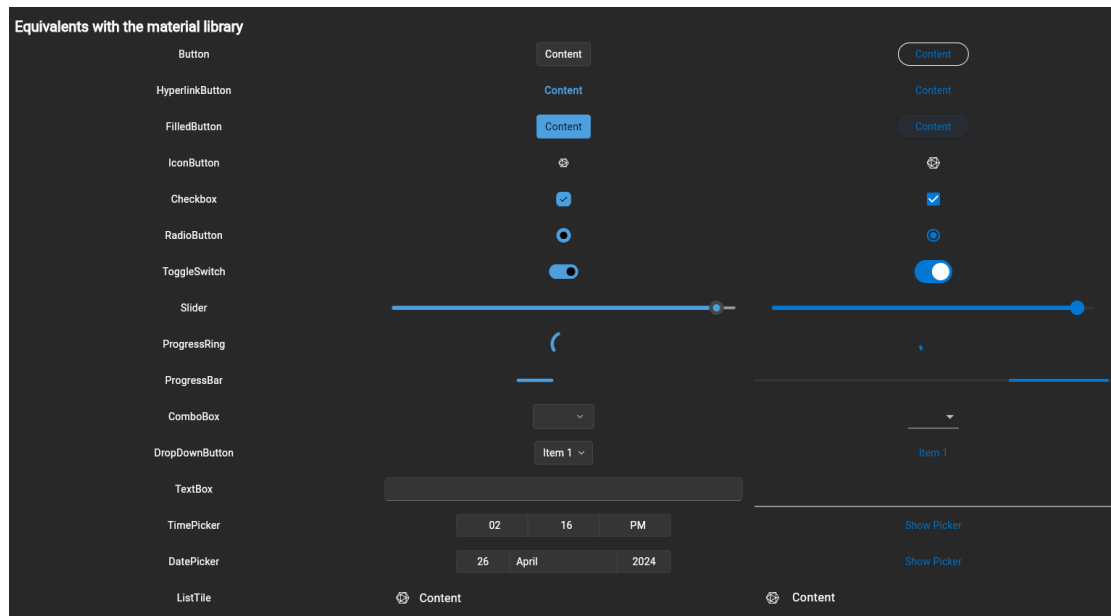 Equivalents with the material library
Button Content Content
HyperlinkButton Content Content
FilledButton Content Content
IconButton
Checkbox
RadioButton
ToggleSwitch
Slider
ProgressRing
ProgressBar
ComboBox
DropDownButton Item 1 Item 1
TextBox
TimePicker 02 16 PM Show Picker
DatePicker 26 April 2024 Show Picker
ListTile Content Content